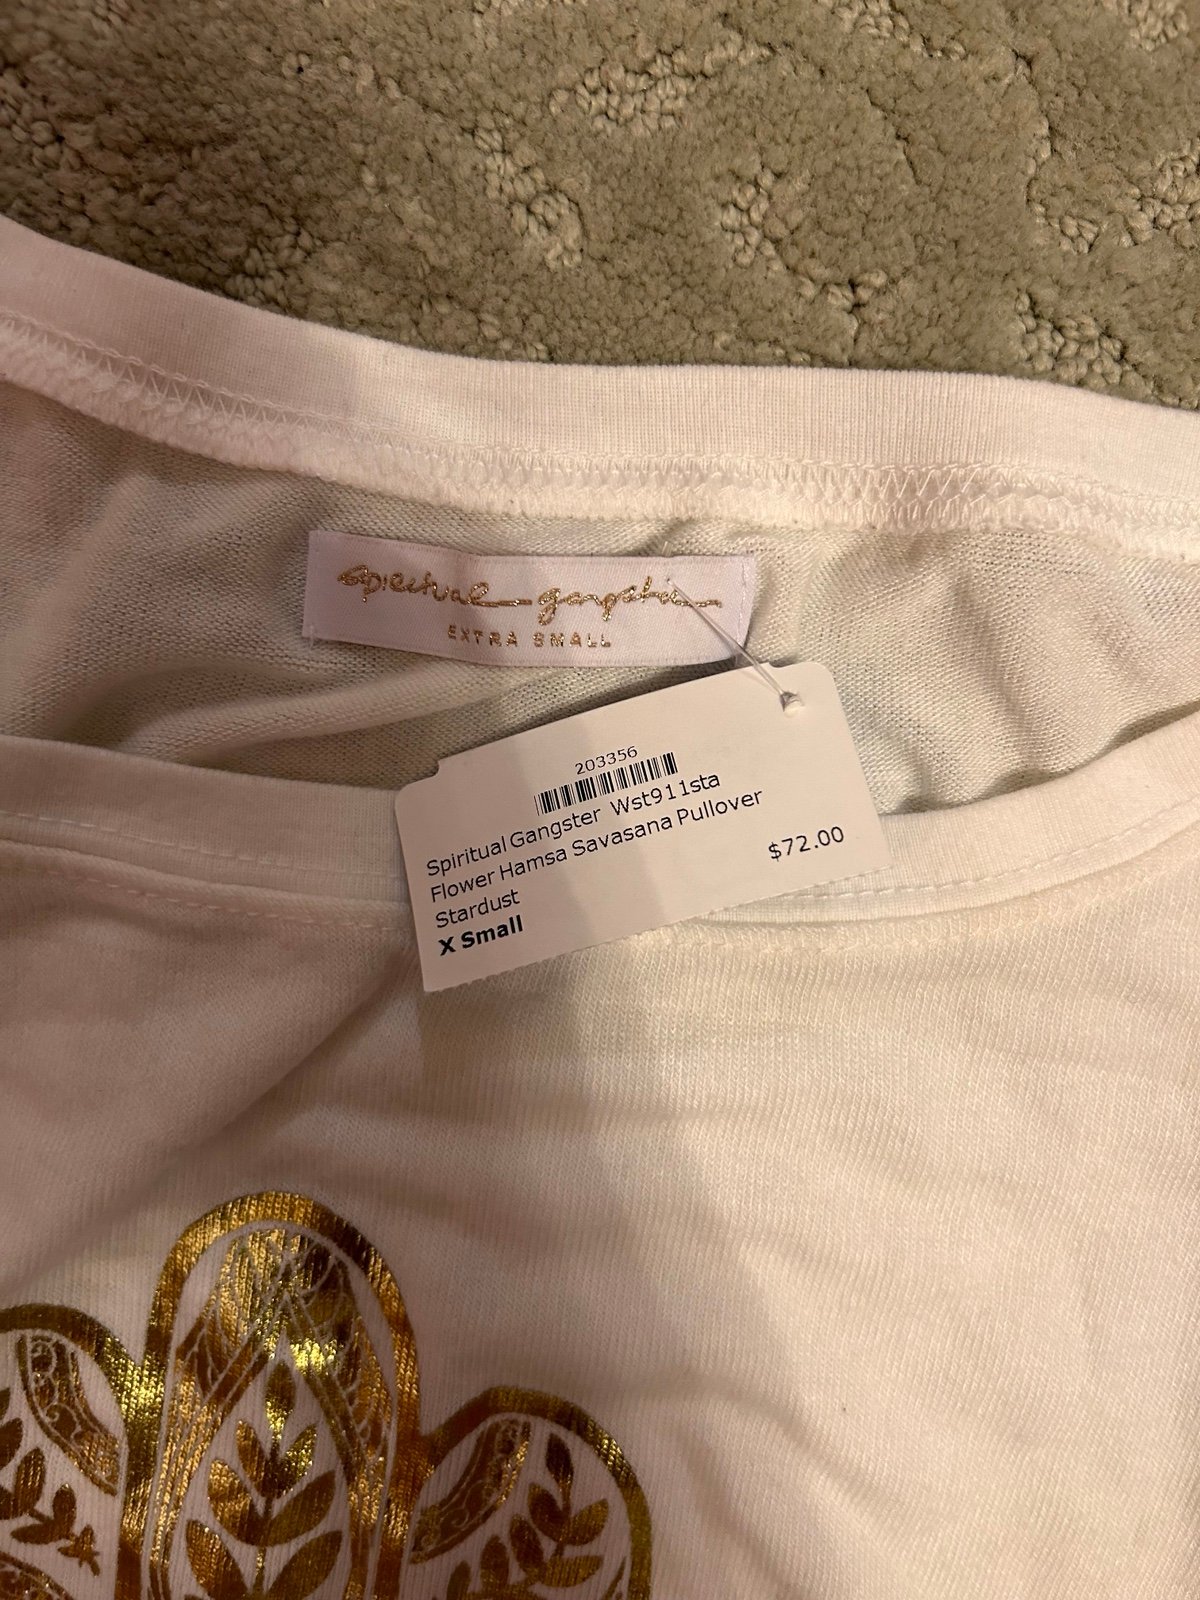 spiritual gangster
EXTRA SMALL
203356
Spiritual Gangster Wst911sta
Flower Hamsa Savasana Pullover
$72.00
Stardust
X Small